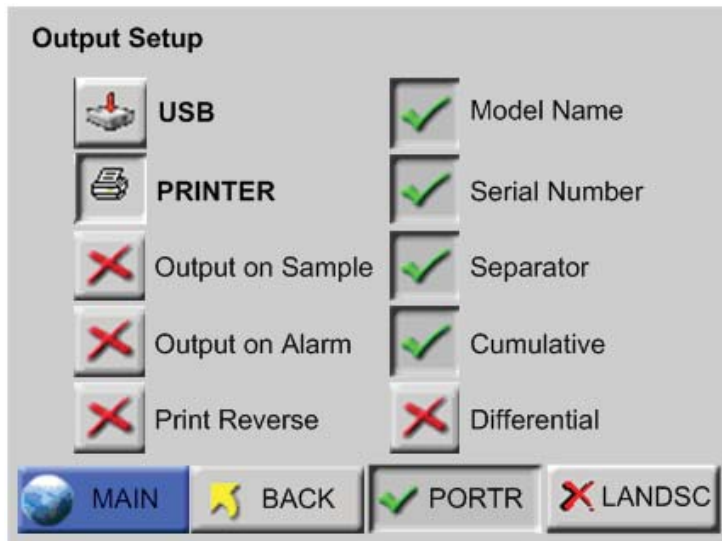 Output Setup
USB
Model Name
PRINTER
Serial Number
Output on Sample
Separator
Output on Alarm
Cumulative
Print Reverse
Differential
MAIN
BACK
PORTR
LANDSC